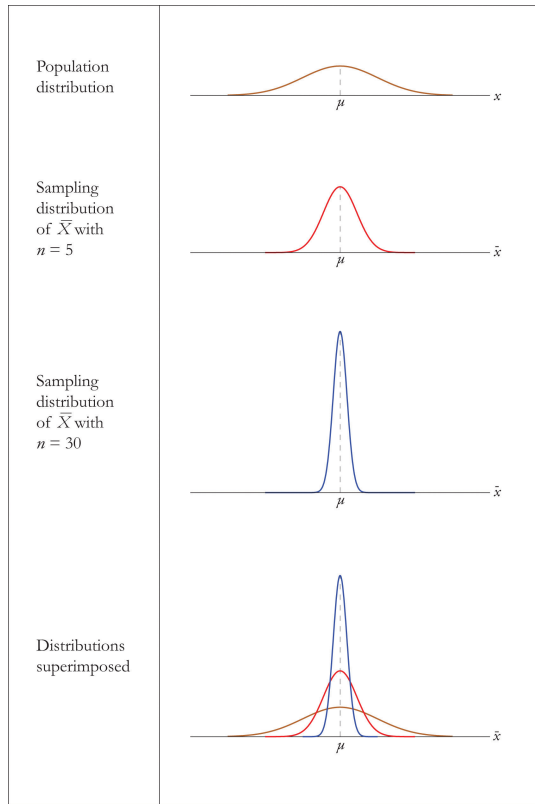 Population
distribution
x
μ
Sampling
distribution
of X̅ with
n = 5
x̄
μ
Sampling
distribution
of X̅ with
n = 30
x̄
μ
Distributions
superimposed
x̄
μ